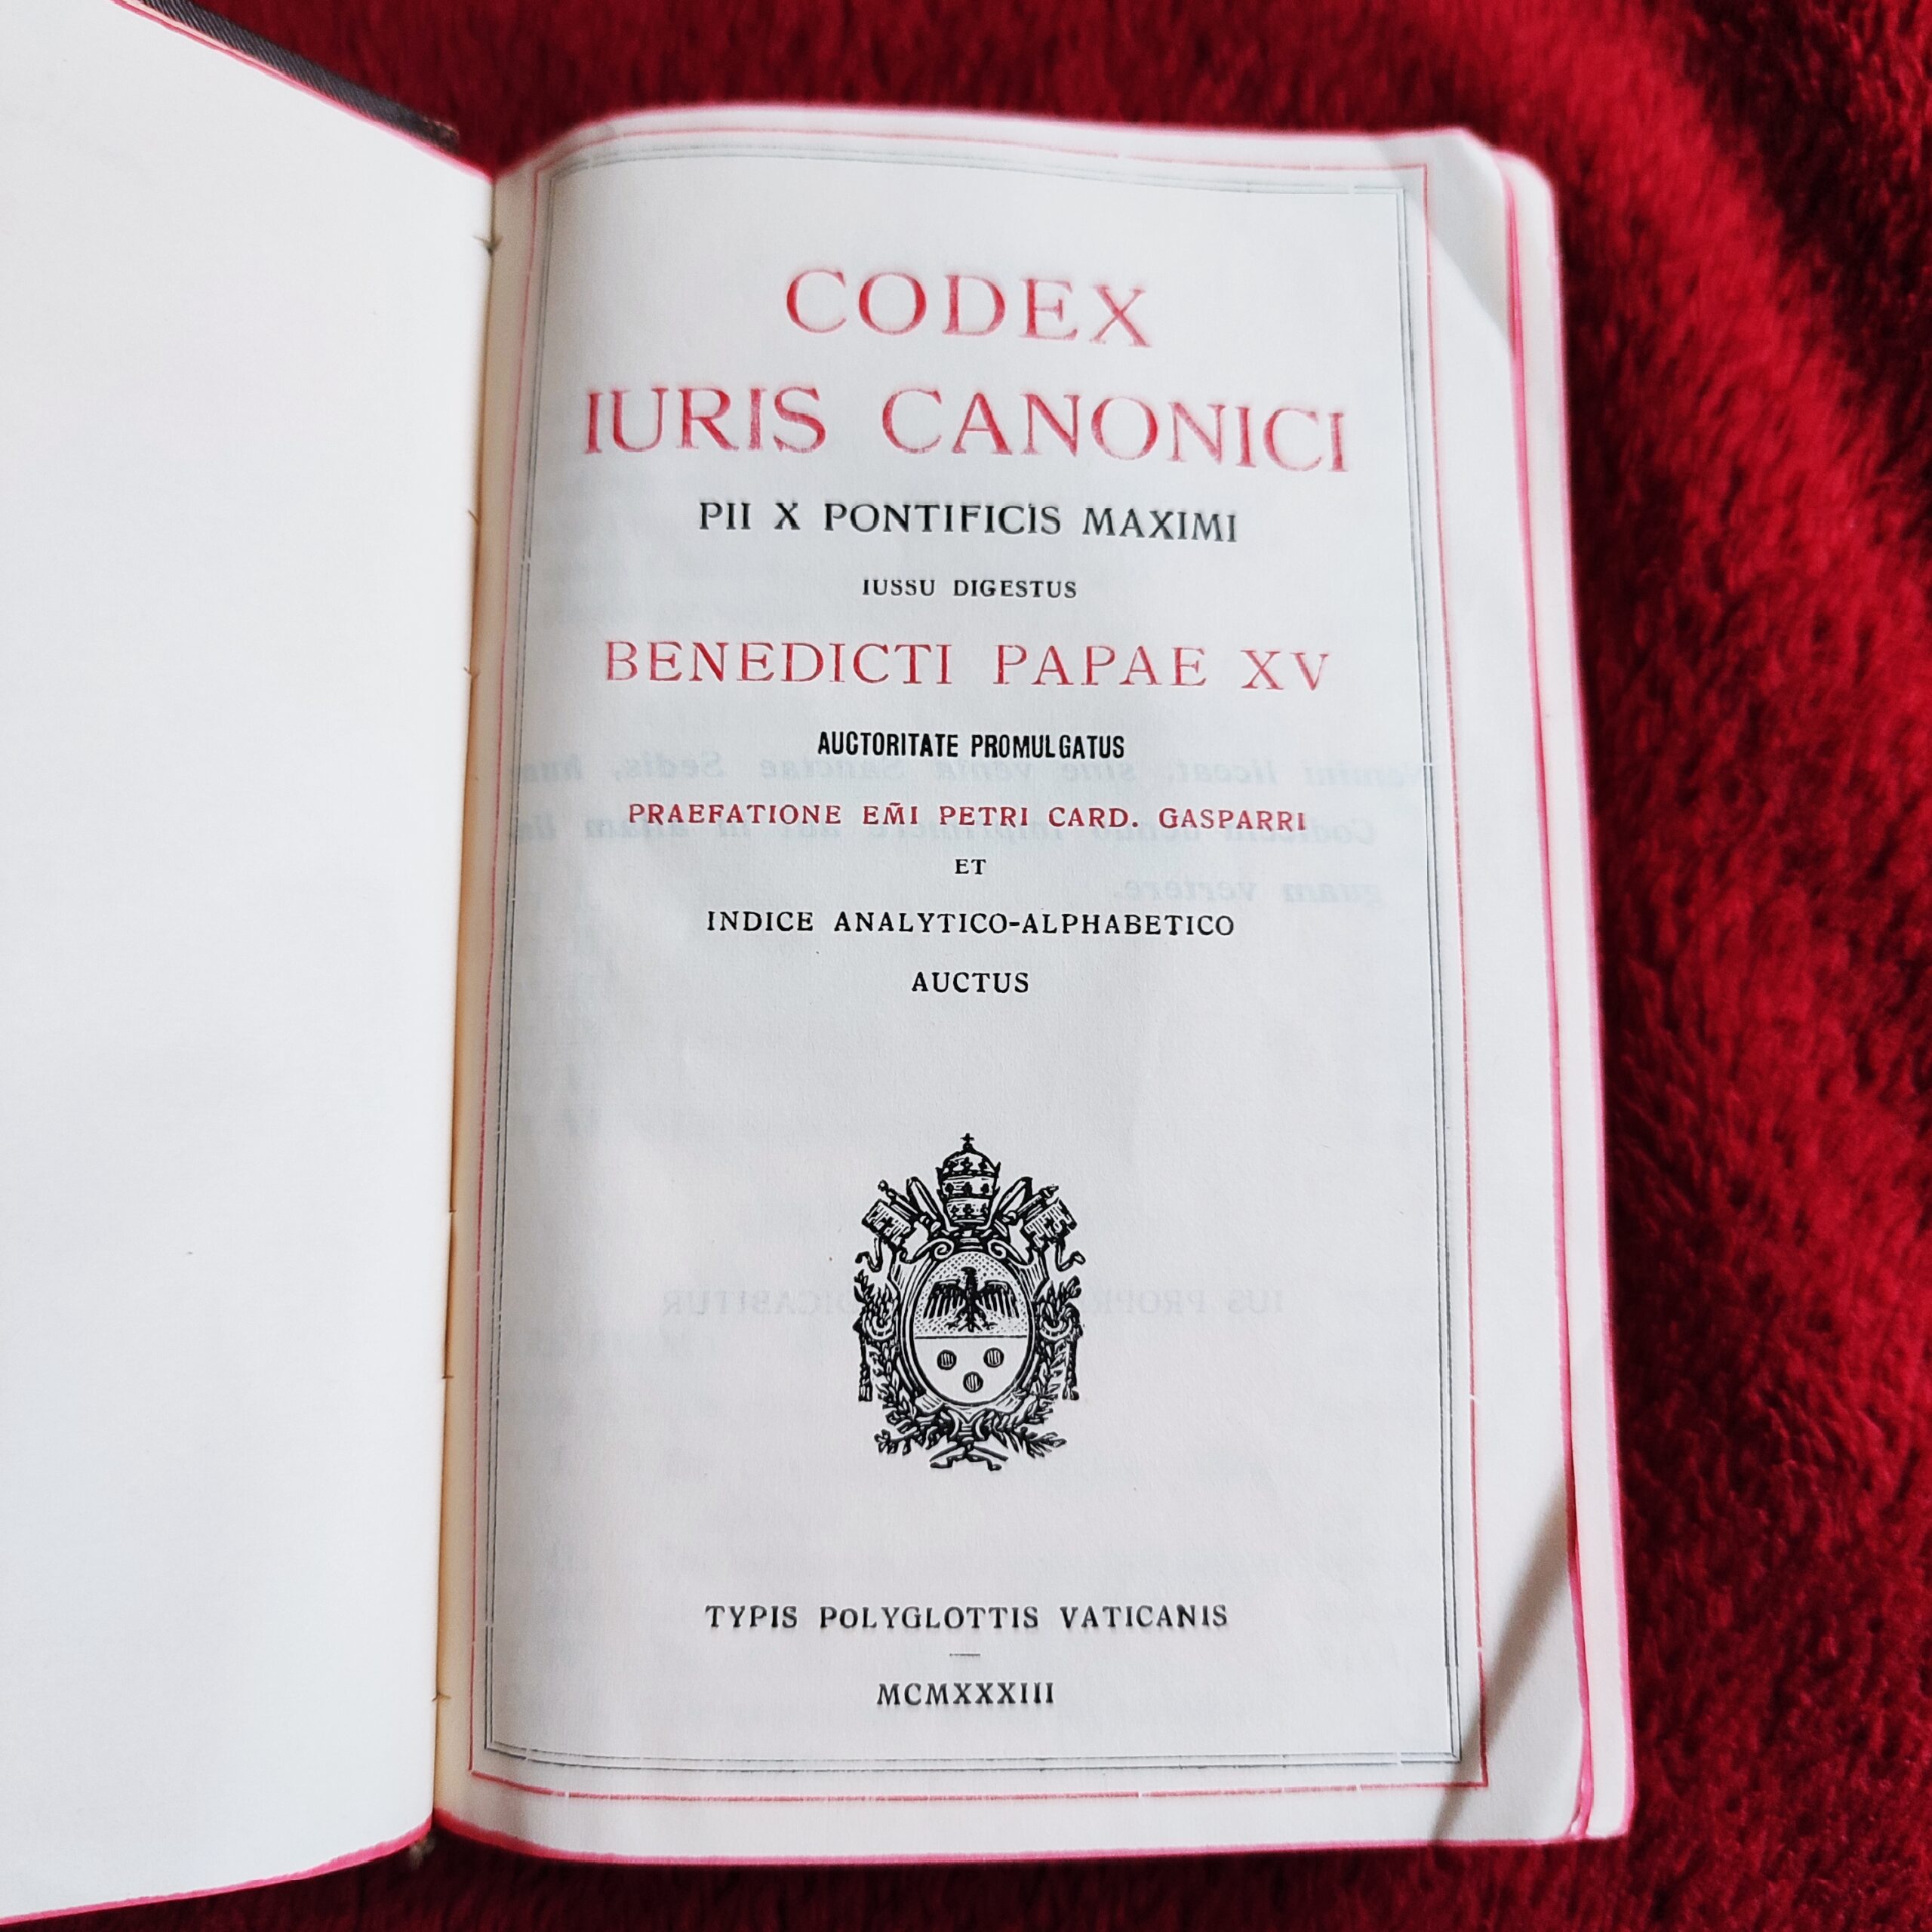 CODEX
IURIS CANONICI
PII X PONTIFICIS MAXIMI
IUSSU DIGESTUS
BENEDICTI PAPAE XV
AUCTORITATE PROMULGATUS
PRAEFATIONE EM̃I PETRI CARD. GASPARRI
ET
INDICE ANALYTICO-ALPHABETICO
AUCTUS
TYPIS POLYGLOTTIS VATICANIS
MCMXXXIII